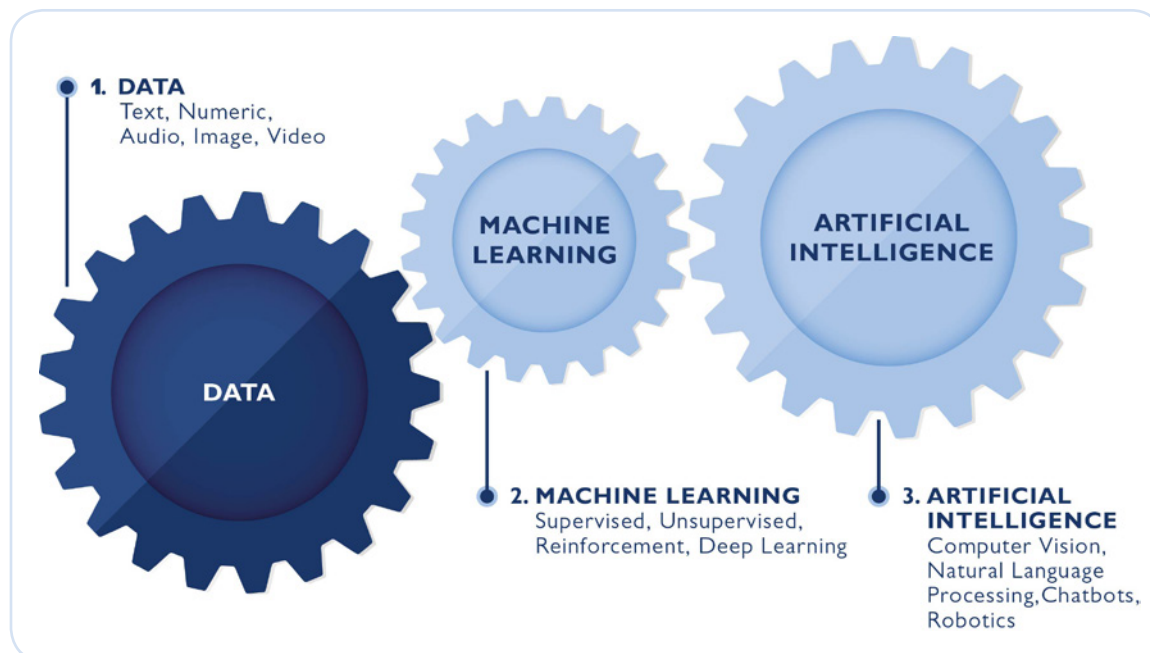 1. DATA
Text, Numeric,
Audio, Image, Video
MACHINE
LEARNING
ARTIFICIAL
INTELLIGENCE
DATA
2. MACHINE LEARNING
Supervised, Unsupervised,
Reinforcement, Deep Learning
3. ARTIFICIAL
INTELLIGENCE
Computer Vision,
Natural Language
Processing,Chatbots,
Robotics